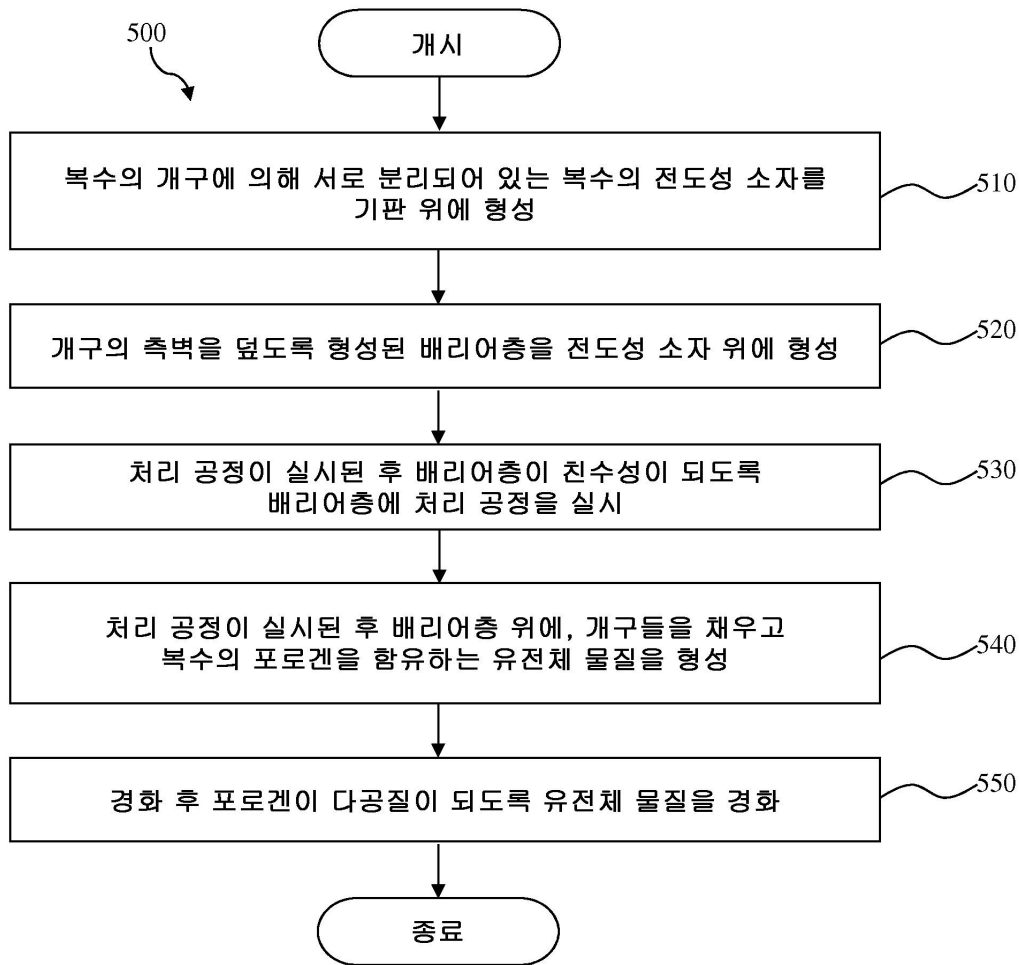 500
개시
복수의 개구에 의해 서로 분리되어 있는 복수의 전도성 소자를
기판 위에 형성
510
개구의 측벽을 덮도록 형성된 배리어층을 전도성 소자 위에 형성
520
처리 공정이 실시된 후 배리어층이 친수성이 되도록
배리어층에 처리 공정을 실시
530
처리 공정이 실시된 후 배리어층 위에, 개구들을 채우고
복수의 포로겐을 함유하는 유전체 물질을 형성
540
경화 후 포로겐이 다공질이 되도록 유전체 물질을 경화
550
종료